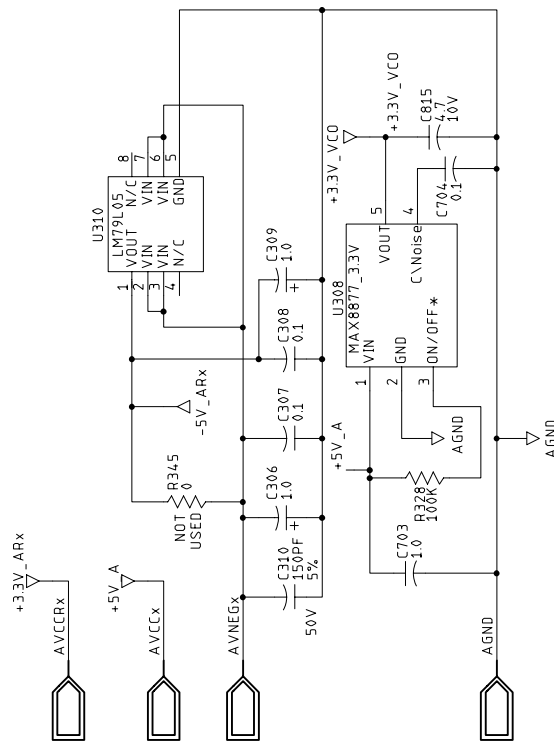 U310
LM79L05
1
VOUT
N/C
8
2
VIN
VIN
7
3
VIN
VIN
6
4
N/C
GND
5
-5V_ARx
R345
0
NOT
USED
C309
1.0
+
C308
0.1
C307
0.1
C306
1.0
+
C310
150PF
5%
50V
+3.3V_ARx
AVCCRx
+5V_A
AVCCx
AVNEGx
+3.3V_VCO
+3.3V_VCO
C815
4.7
10V
C704
0.1
U308
MAX8877_3.3V
1
VIN
VOUT
5
2
GND
C\Noise
4
3
ON/OFF*
+5V_A
AGND
R328
100K
C703
1.0
AGND
AGND